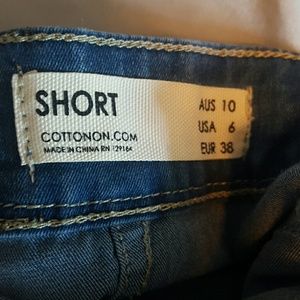 SHORT
COTTONON.COM
MADE IN CHINA RN 129164
AUS 10
USA 6
EUR 38